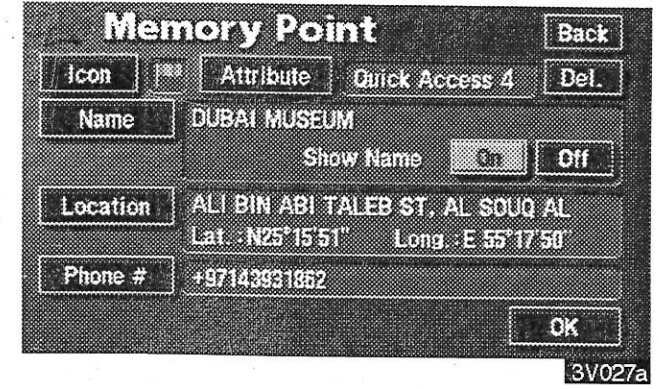 Memory Point Back
Icon Attribute Quick Access 4 Del.
Name DUBAI MUSEUM
Show Name On Off
Location ALI BIN ABI TALEB ST, AL SOUQ AL
Lat. :N25°15'51" Long.:E 55°17'50"
Phone # +97143931862
OK
3V027a